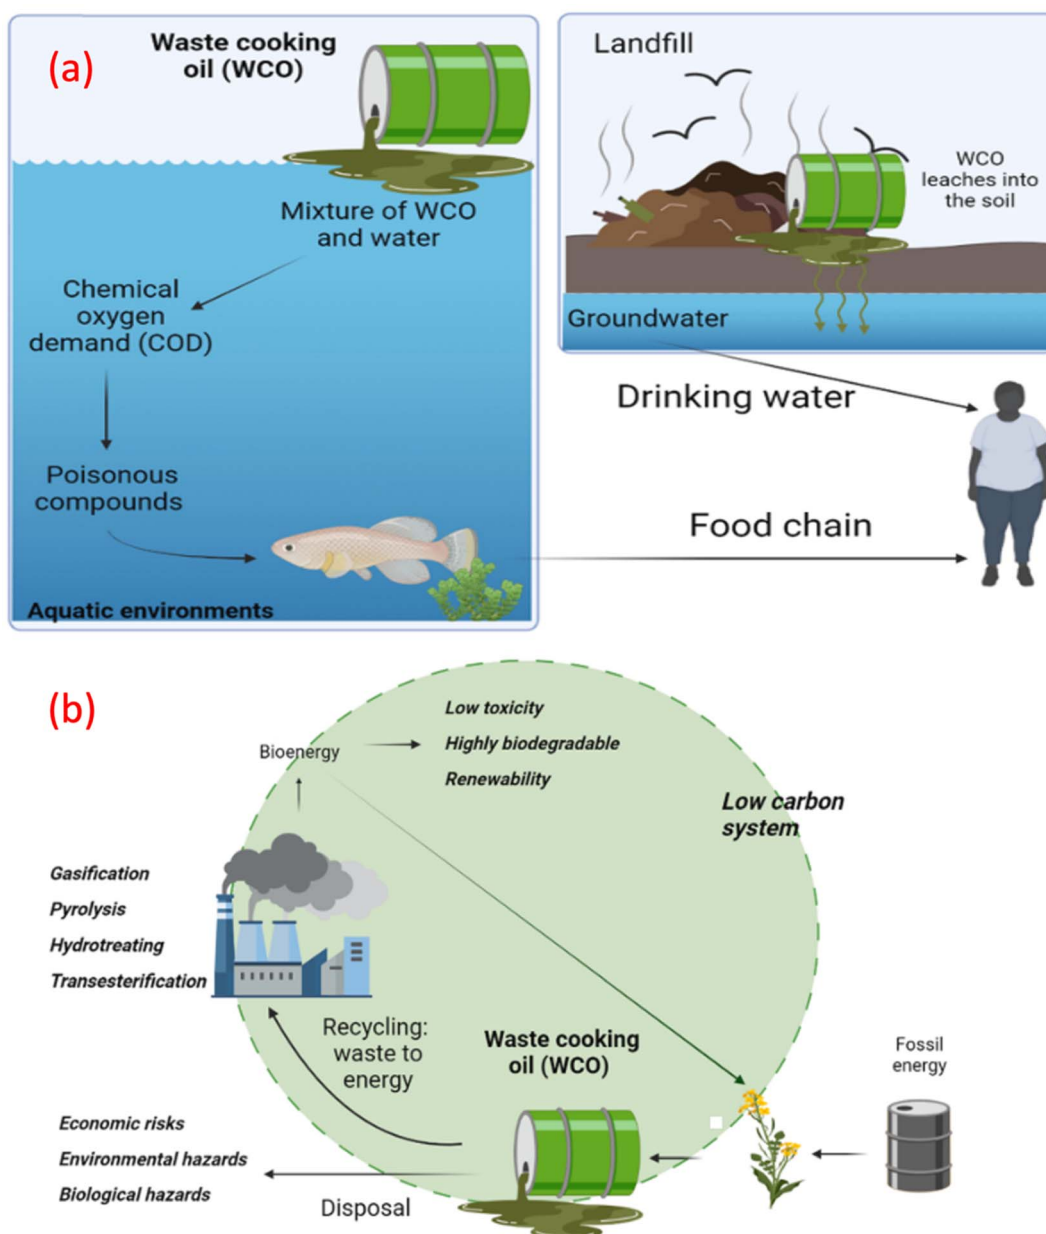 (a)
Waste cooking
oil (WCO)
Mixture of WCO
and water
Chemical
oxygen
demand (COD)
Poisonous
compounds
Aquatic environments
Landfill
WCO
leaches into
the soil
Groundwater
Drinking water
Food chain
(b)
Low toxicity
Highly biodegradable
Renewability
Bioenergy
Low carbon
system
Gasification
Pyrolysis
Hydrotreating
Transesterification
Recycling:
waste to
energy
Waste cooking
oil (WCO)
Fossil
energy
Economic risks
Environmental hazards
Biological hazards
Disposal